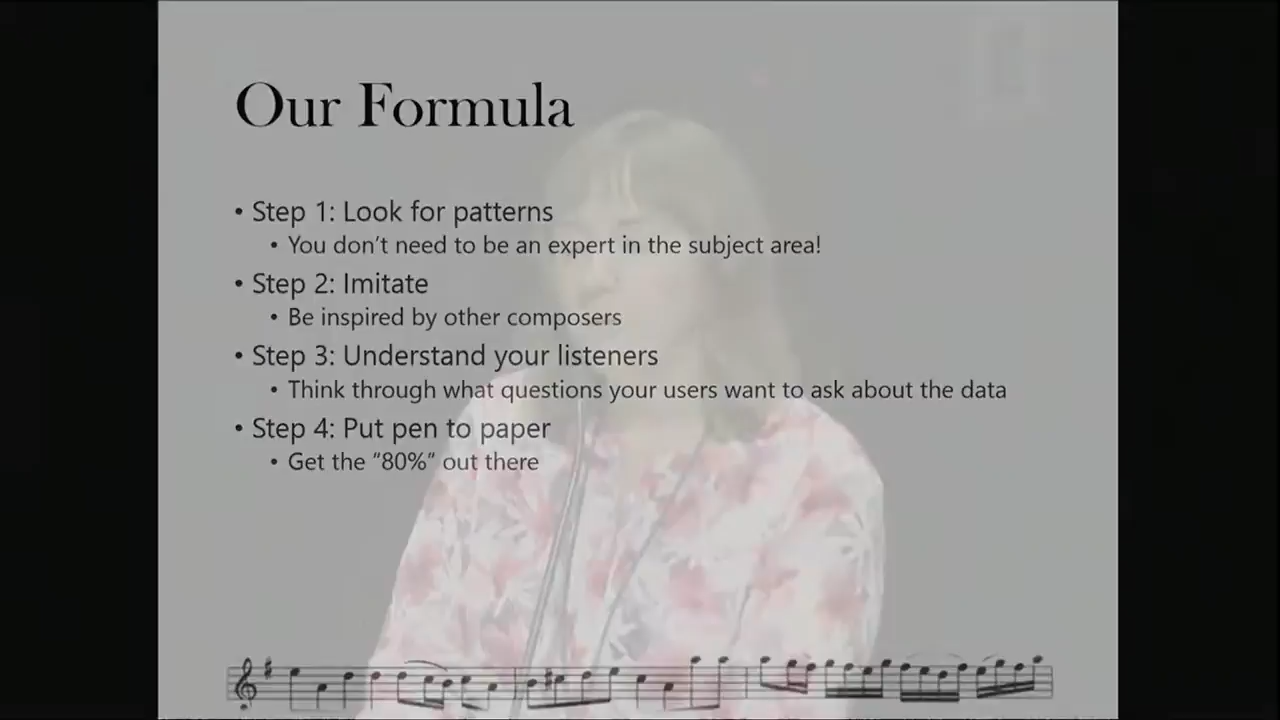 Our Formula
• Step 1: Look for patterns
• You don’t need to be an expert in the subject area!
• Step 2: Imitate
• Be inspired by other composers
• Step 3: Understand your listeners
• Think through what questions your users want to ask about the data
• Step 4: Put pen to paper
• Get the “80%” out there